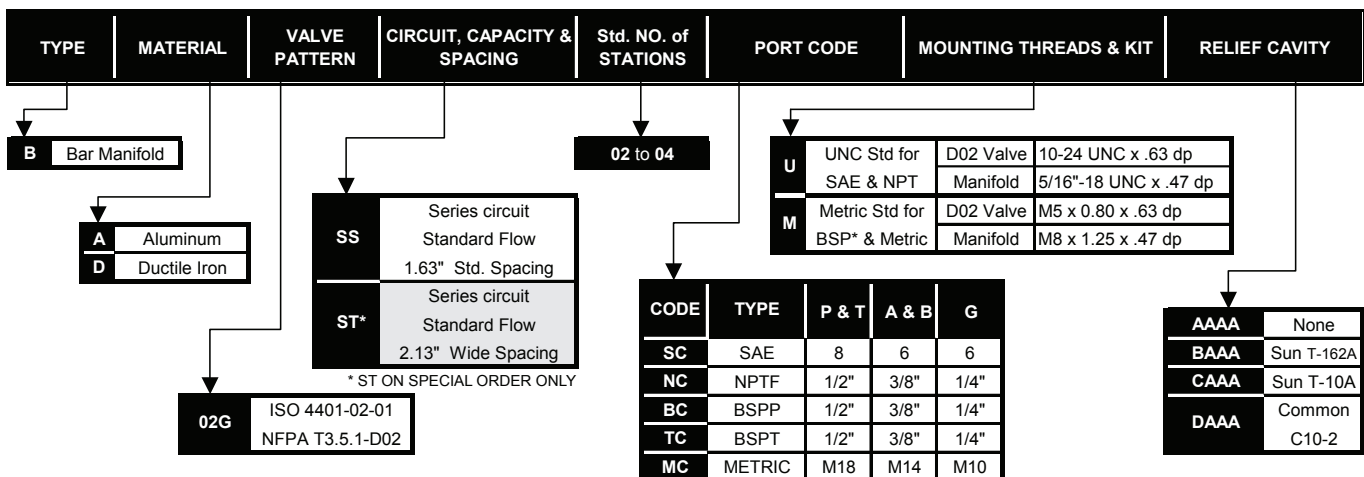 TYPE MATERIAL VALVE PATTERN CIRCUIT, CAPACITY & SPACING Std. NO. of STATIONS PORT CODE MOUNTING THREADS & KIT RELIEF CAVITY
B Bar Manifold
A Aluminum
D Ductile Iron
02G ISO 4401-02-01
NFPA T3.5.1-D02
SS Series circuit
Standard Flow
1.63" Std. Spacing
ST* Series circuit
Standard Flow
2.13" Wide Spacing
* ST ON SPECIAL ORDER ONLY
02 to 04
CODE TYPE P & T A & B G
SC SAE 8 6 6
NC NPTF 1/2" 3/8" 1/4"
BC BSPP 1/2" 3/8" 1/4"
TC BSPT 1/2" 3/8" 1/4"
MC METRIC M18 M14 M10
U UNC Std for D02 Valve 10-24 UNC x .63 dp
SAE & NPT Manifold 5/16"-18 UNC x .47 dp
M Metric Std for D02 Valve M5 x 0.80 x .63 dp
BSP* & Metric Manifold M8 x 1.25 x .47 dp
AAAA None
BAAA Sun T-162A
CAAA Sun T-10A
DAAA Common
C10-2